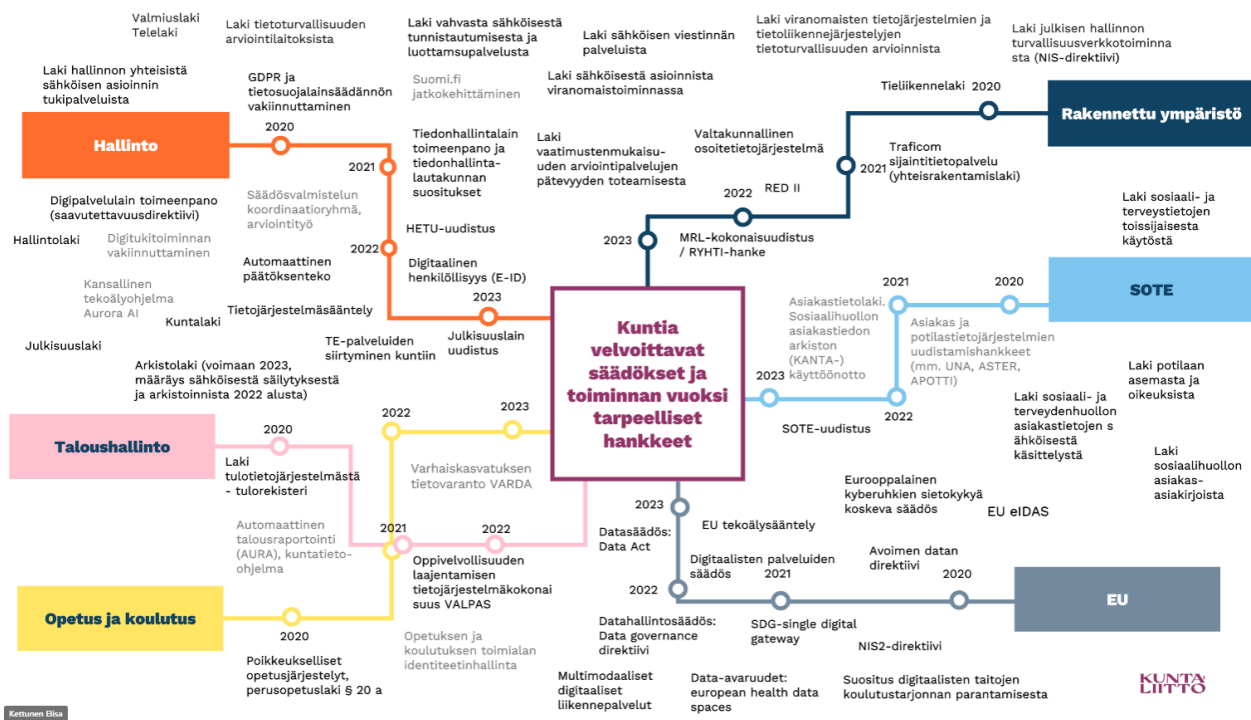 Valmiuslaki
Telelaki
Laki tietoturvallisuuden
arviointilaitoksista
Laki vahvasta sähköisestä
tunnistautumisesta ja
luottamsupalvelusta
Laki sähköisen viestinnän
palveluista
Laki viranomaisten tietojärjestelmien ja
tietoliikennejärjestelyjen
tietoturvallisuuden arvioinnista
Laki julkisen hallinnon
turvallisuusverkkotoiminna
sta (NIS-direktiivi)
Laki hallinnon yhteisistä
sähköisen asioinnin
tukipalveluista
GDPR ja
tietosuojalainsäädännön
vakiinnuttaminen
Suomi.fi
jatkokehittäminen
Laki sähköisestä asioinnista
viranomaistoiminnassa
Tieliikennelaki
2020
Rakennettu ympäristö
Hallinto
2020
2021
Tiedonhallintalain
toimeenpano ja
tiedonhallinta-
lautakunnan
suositukset
Laki
vaatimustenmukaisu-
uden arviointipalvelujen
pätevyyden toteamisesta
Valtakunnallinen
osoitetietojärjestelmä
2021
Traficom
sijaintitietopalvelu
(yhteisrakentamislaki)
2022
RED II
Digipalvelulain toimeenpano
(saavutettavuusdirektiivi)
Säädösvalmistelun
koordinaatioryhmä,
arviointityö
HETU-uudistus
2023
MRL-kokonaisuudistus
/ RYHTI-hanke
Laki sosiaali- ja
terveystietojen
toissijaisesta
käytöstä
Hallintolaki
Digitukitoiminnan
vakiinnuttaminen
2022
Automaattinen
päätöksenteko
Digitaalinen
henkilöllisyys (E-ID)
Kansallinen
tekoälyohjelma
Aurora AI
Kuntalaki
Tietojärjestelmäsääntely
2023
Julkisuuslain
uudistus
TE-palveluiden
siirtyminen kuntiin
Julkisuuslaki
Arkistolaki (voimaan 2023,
määräys sähköisestä säilytyksestä
ja arkistoinnista 2022 alusta)
Kuntia
velvoittavat
säädökset ja
toiminnan vuoksi
tarpeelliset
hankkeet
Asiakastietolaki.
Sosiaalihuollon
asiakastiedon
arkiston
(KANTA-)
käyttöönotto
2021
2020
SOTE
Asiakas ja
potilastietojärjestelmien
uudistamishankkeet
(mm. UNA, ASTER,
APOTTI)
2023
SOTE-uudistus
2022
Laki potilaan
asemasta ja
oikeuksista
Laki sosiaali- ja
terveydenhuollon
asiakastietojen s
ähköisestä
käsittelystä
Laki
sosiaalihuollon
asiakas-
asiakirjoista
Taloushallinto
2020
Laki
tulotietojärjestelmästä
- tulorekisteri
2022
2023
Varhaiskasvatuksen
tietovaranto VARDA
Automaattinen
talousraportointi
(AURA), kuntatieto-
ohjelma
2021
2022
Oppivelvollisuuden
laajentamisen
tietojärjestelmäkokonai
suus VALPAS
Opetus ja koulutus
2020
Poikkeukselliset
opetusjärjestelyt,
perusopetuslaki § 20 a
Opetuksen ja
koulutuksen toimialan
identiteetinhallinta
2023
Datasäädös:
Data Act
EU tekoälysääntely
Eurooppalainen
kyberuhkien sietokykyä
koskeva säädös
EU eIDAS
Digitaalisten palveluiden
säädös
2022
2021
Avoimen datan
direktiivi
2020
EU
Datahallintosäädös:
Data governance
direktiivi
SDG-single digital
gateway
NIS2-direktiivi
Multimodaaliset
digitaaliset
liikennepalvelut
Data-avaruudet:
european health data
spaces
Suositus digitaalisten taitojen
koulutustarjonnan parantamisesta
KUNTA
LIITTO
Kettunen Elisa